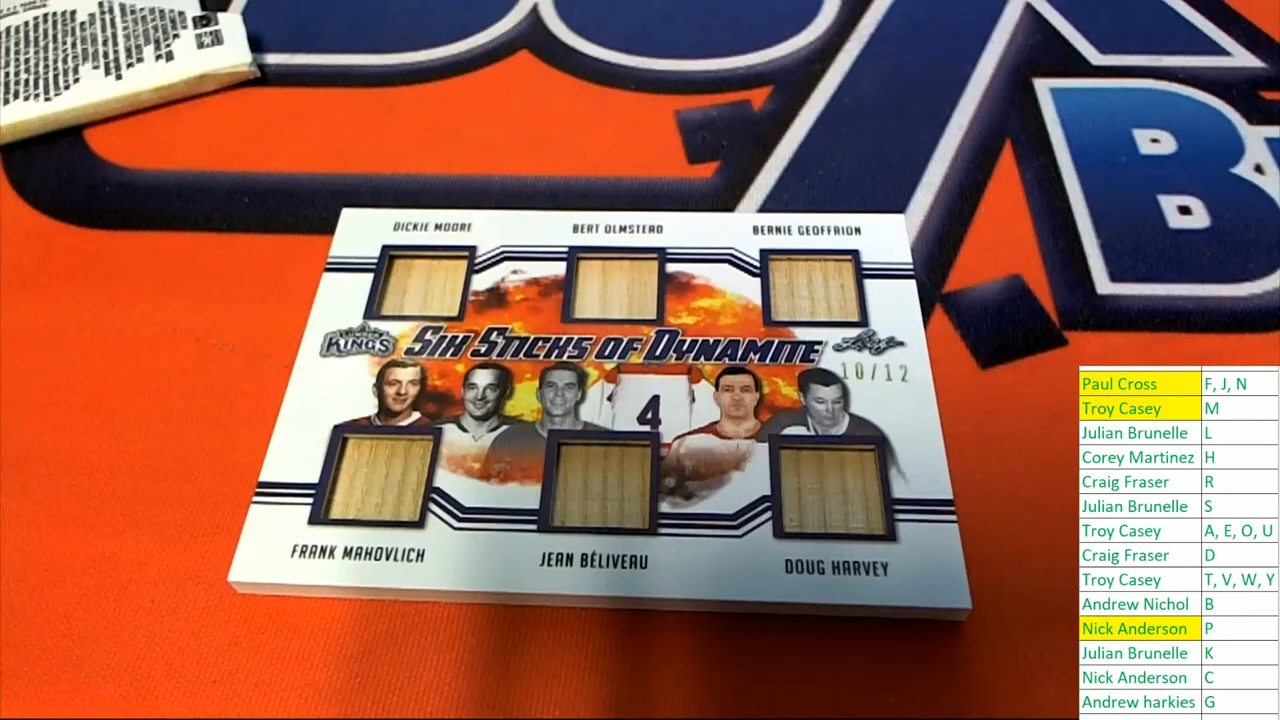 DICKIE MOORE BERT OLMSTEAD BERNIE GEOFFRION
LUMBER KINGS SIX STICKS OF DYNAMITE Leaf
10/12
4
FRANK MAHOVLICH JEAN BÉLIVEAU DOUG HARVEY
B
Paul Cross F, J, N
Troy Casey M
Julian Brunelle L
Corey Martinez H
Craig Fraser R
Julian Brunelle S
Troy Casey A, E, O, U
Craig Fraser D
Troy Casey T, V, W, Y
Andrew Nichol B
Nick Anderson P
Julian Brunelle K
Nick Anderson C
Andrew harkies G